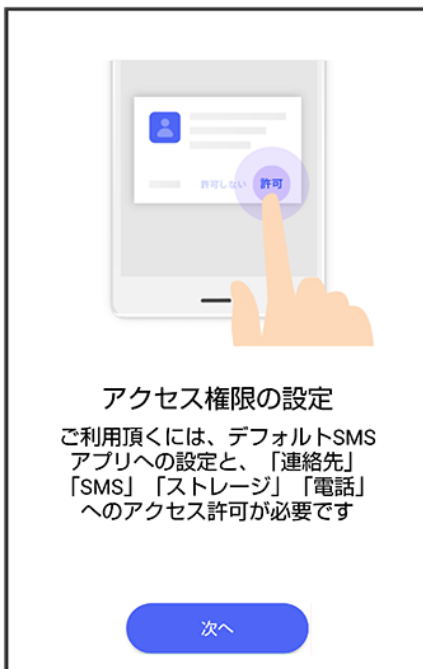 許可しない 許可
アクセス権限の設定
ご利用頂くには、デフォルトSMS
アプリへの設定と、「連絡先」
「SMS」「ストレージ」「電話」
へのアクセス許可が必要です
次へ